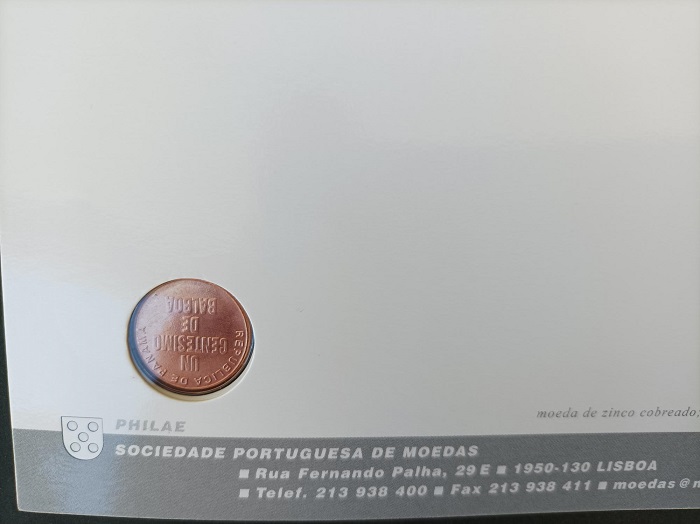 REPUBLICA DE PANAMA
UN
CENTESIMO
DE
BALBOA
moeda de zinco cobreado;
PHILAE
SOCIEDADE PORTUGUESA DE MOEDAS
■ Rua Fernando Palha, 29 E ■ 1950-130 LISBOA
■ Telef. 213 938 400 ■ Fax 213 938 411 ■ moedas@n